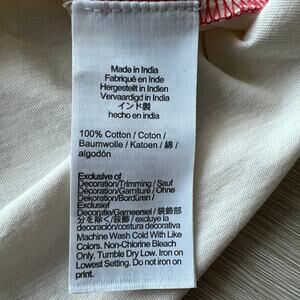 Made in India
Fabriqué en Inde
Hergestellt in Indien
Vervaardigd in India
インド製
hecho en india
100% Cotton / Coton /
Baumwolle / Katoen / 綿 /
algodón
Exclusive of
Decoration/Trimming / Sauf
Décoration/Garniture / Ohne
Dekoration/Bordüren /
Exclusief
Decoratie/Garneersel / 装飾部
分を除く/装飾 / excluye la
decoración/costura decorativa
Machine Wash Cold With Like
Colors. Non-Chlorine Bleach
Only. Tumble Dry Low. Iron on
Lowest Setting. Do not iron on
print.